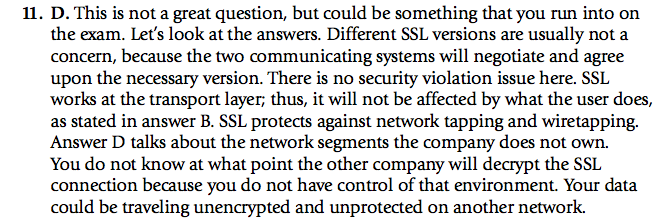 11. D. This is not a great question, but could be something that you run into on
the exam. Let’s look at the answers. Different SSL versions are usually not a
concern, because the two communicating systems will negotiate and agree
upon the necessary version. There is no security violation issue here. SSL
works at the transport layer; thus, it will not be affected by what the user does,
as stated in answer B. SSL protects against network tapping and wiretapping.
Answer D talks about the network segments the company does not own.
You do not know at what point the other company will decrypt the SSL
connection because you do not have control of that environment. Your data
could be traveling unencrypted and unprotected on another network.